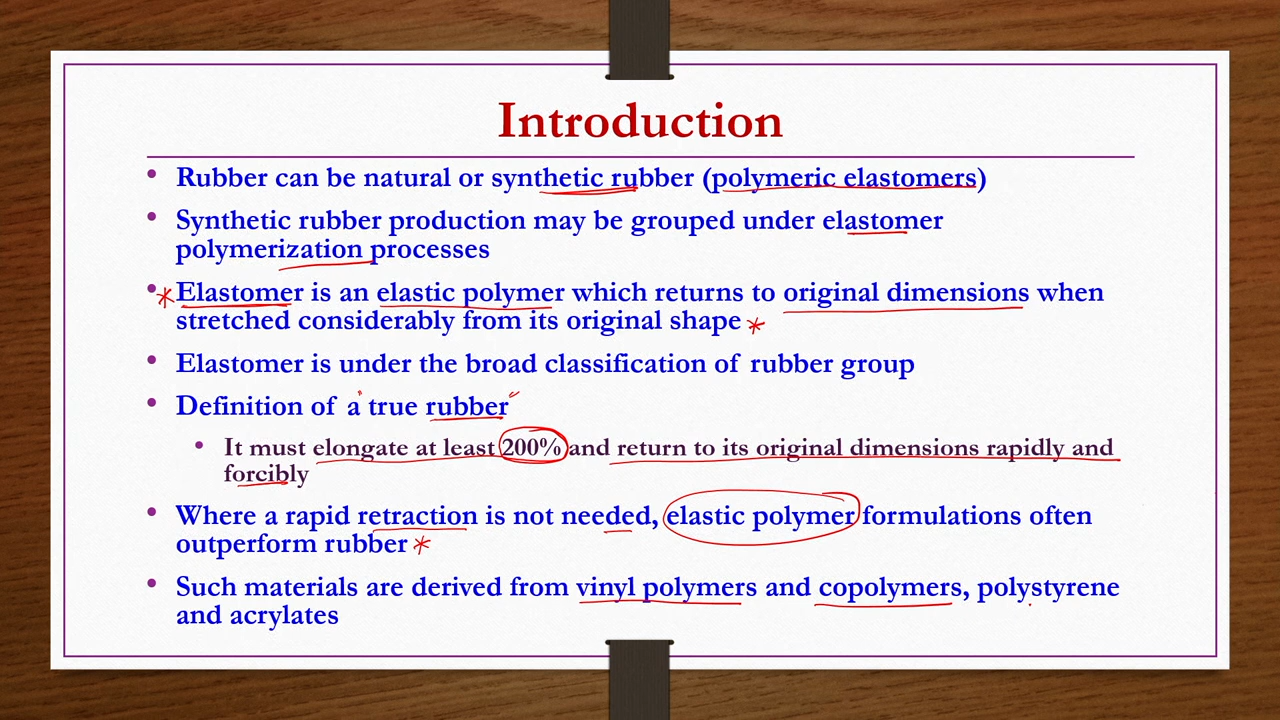 Introduction
• Rubber can be natural or synthetic rubber (polymeric elastomers)
• Synthetic rubber production may be grouped under elastomer
polymerization processes
• Elastomer is an elastic polymer which returns to original dimensions when
stretched considerably from its original shape
• Elastomer is under the broad classification of rubber group
• Definition of a true rubber
• It must elongate at least 200% and return to its original dimensions rapidly and
forcibly
• Where a rapid retraction is not needed, elastic polymer formulations often
outperform rubber
• Such materials are derived from vinyl polymers and copolymers, polystyrene
and acrylates